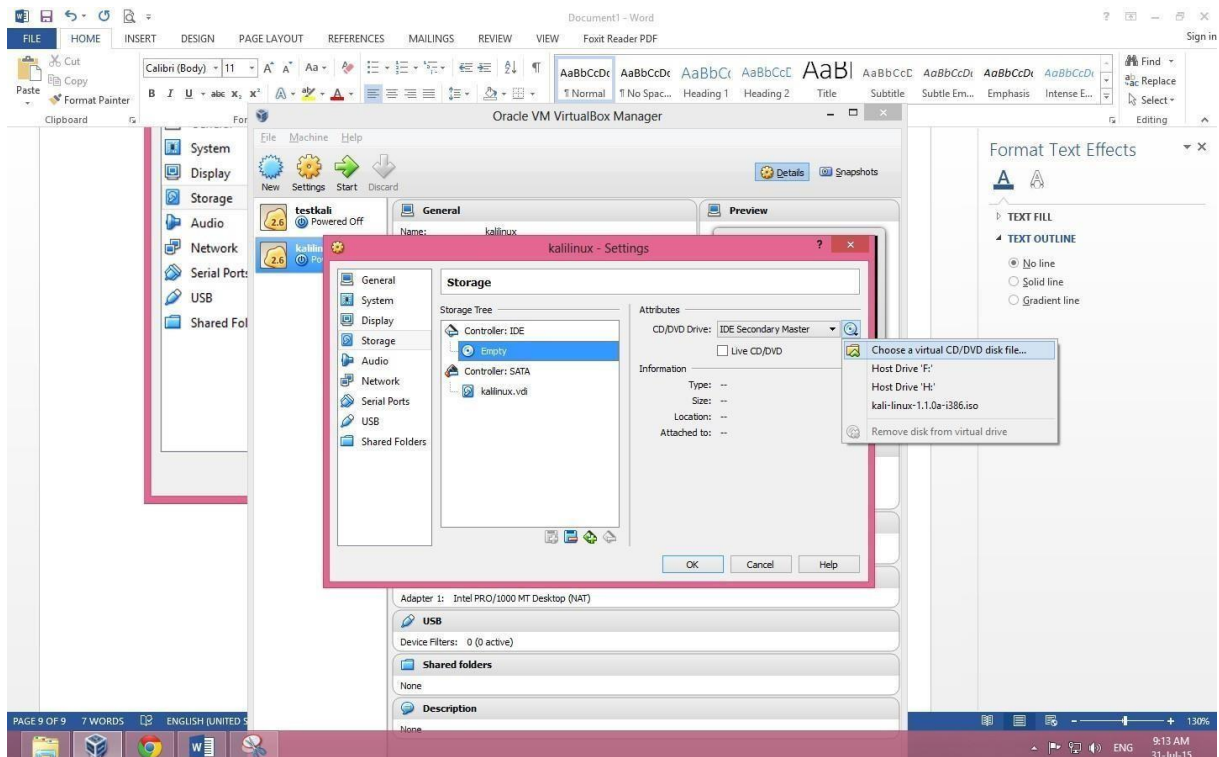 Document1 - Word
FILE HOME INSERT DESIGN PAGE LAYOUT REFERENCES MAILINGS REVIEW VIEW Foxit Reader PDF
Sign in
Paste
Cut
Copy
Format Painter
Clipboard
Calibri (Body) 11
AaBbCcDc
¶ Normal
AaBbCcDc
¶ No Spac...
Heading 1
Heading 2
Title
Subtitle
Subtle Em...
Emphasis
Intense E...
Find
Replace
Select
Editing
System
Display
Storage
Audio
Network
Serial Ports
USB
Shared Fol
Oracle VM VirtualBox Manager
File Machine Help
New Settings Start Discard
Details Snapshots
testkali
Powered Off
General
Name: kalilinux
Preview
kalilinux - Settings
General
System
Display
Storage
Audio
Network
Serial Ports
USB
Shared Folders
Storage
Storage Tree
Controller: IDE
Empty
Controller: SATA
kalilinux.vdi
Attributes
CD/DVD Drive: IDE Secondary Master
Live CD/DVD
Information
Type: --
Size: --
Location: --
Attached to: --
Choose a virtual CD/DVD disk file...
Host Drive 'F:'
Host Drive 'H:'
kali-linux-1.1.0a-i386.iso
Remove disk from virtual drive
OK Cancel Help
Adapter 1: Intel PRO/1000 MT Desktop (NAT)
USB
Device Filters: 0 (0 active)
Shared folders
None
Description
None
Format Text Effects
TEXT FILL
TEXT OUTLINE
No line
Solid line
Gradient line
PAGE 9 OF 9 7 WORDS ENGLISH (UNITED S
130%
ENG
9:13 AM
31-Jul-15